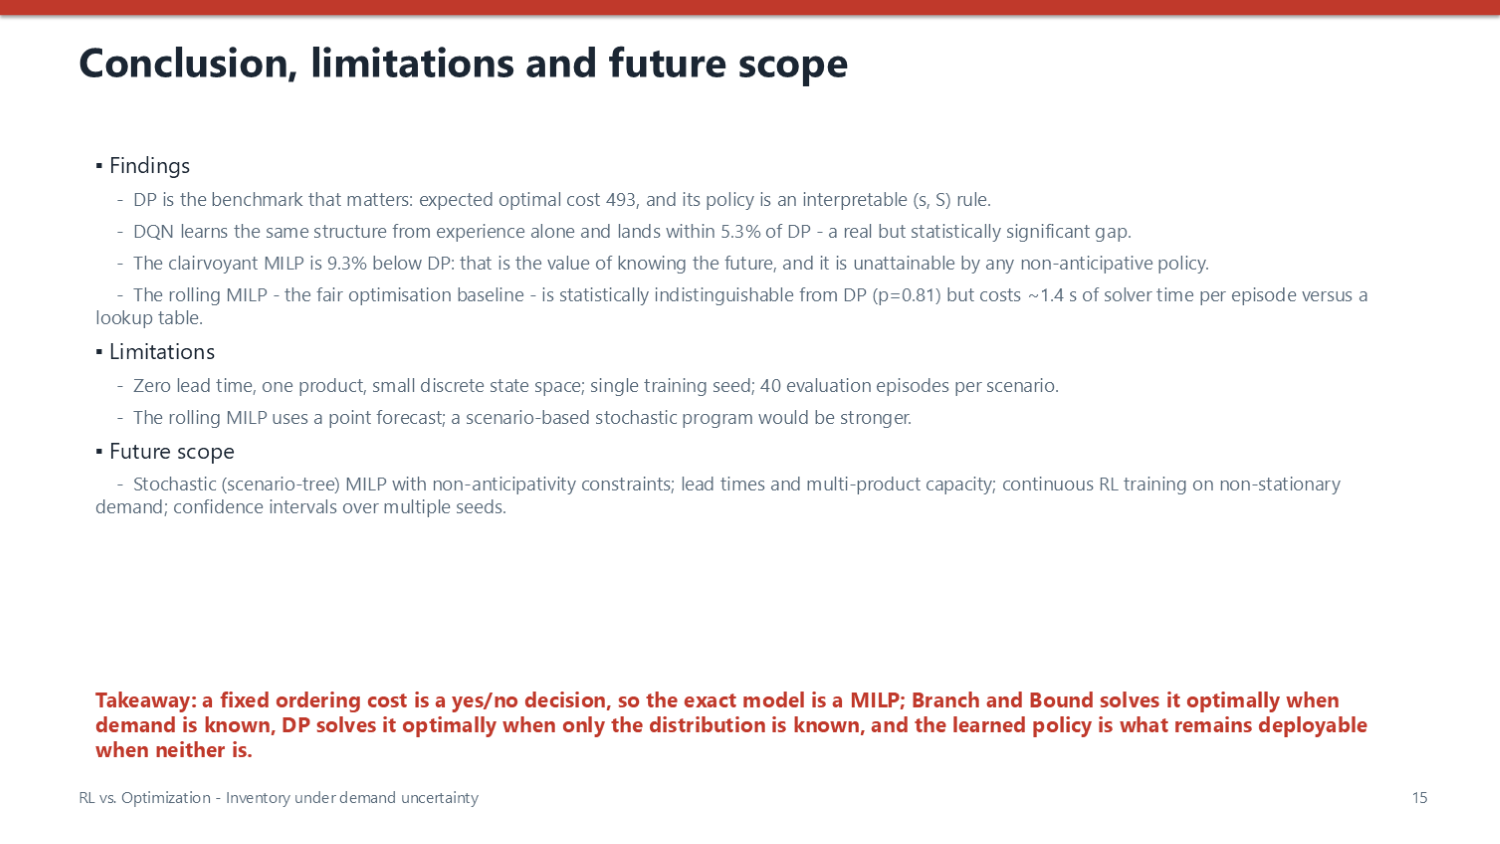 Conclusion, limitations and future scope
▪ Findings
- DP is the benchmark that matters: expected optimal cost 493, and its policy is an interpretable (s, S) rule.
- DQN learns the same structure from experience alone and lands within 5.3% of DP - a real but statistically significant gap.
- The clairvoyant MILP is 9.3% below DP: that is the value of knowing the future, and it is unattainable by any non-anticipative policy.
- The rolling MILP - the fair optimisation baseline - is statistically indistinguishable from DP (p=0.81) but costs ~1.4 s of solver time per episode versus a
lookup table.
▪ Limitations
- Zero lead time, one product, small discrete state space; single training seed; 40 evaluation episodes per scenario.
- The rolling MILP uses a point forecast; a scenario-based stochastic program would be stronger.
▪ Future scope
- Stochastic (scenario-tree) MILP with non-anticipativity constraints; lead times and multi-product capacity; continuous RL training on non-stationary
demand; confidence intervals over multiple seeds.
Takeaway: a fixed ordering cost is a yes/no decision, so the exact model is a MILP; Branch and Bound solves it optimally when
demand is known, DP solves it optimally when only the distribution is known, and the learned policy is what remains deployable
when neither is.
RL vs. Optimization - Inventory under demand uncertainty
15